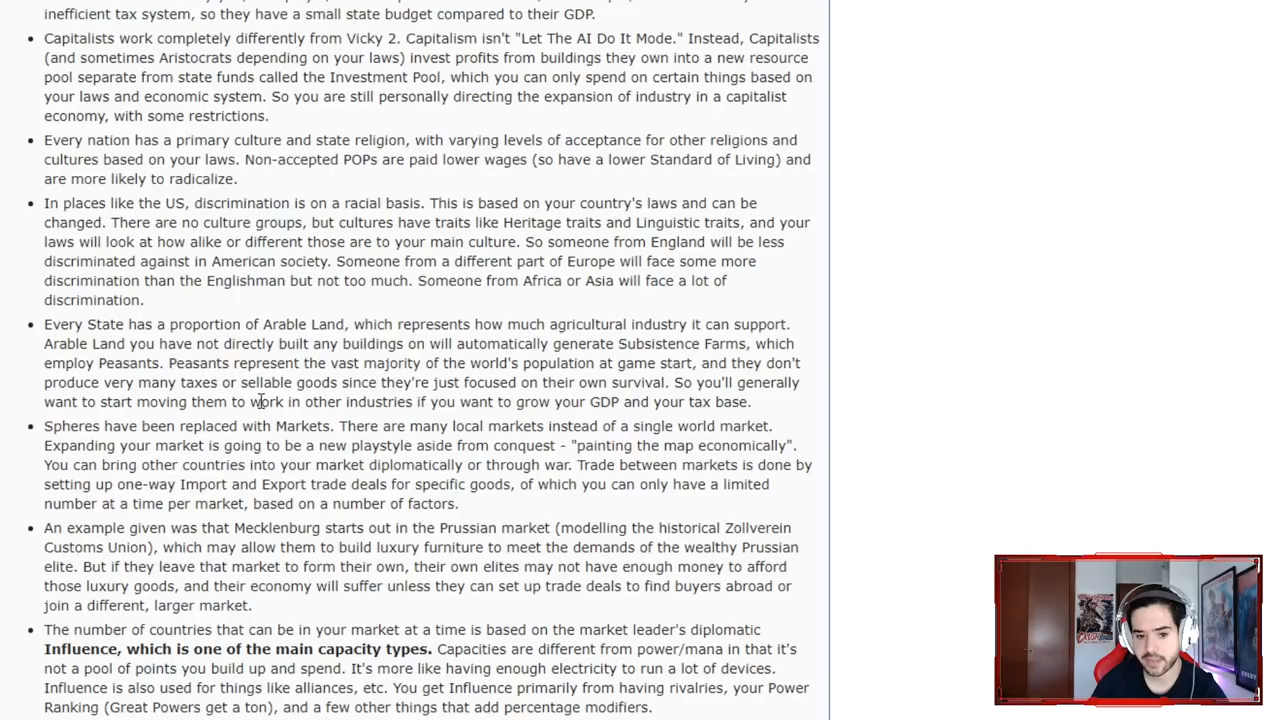 inefficient tax system, so they have a small state budget compared to their GDP.
Capitalists work completely differently from Vicky 2. Capitalism isn't "Let The AI Do It Mode." Instead, Capitalists
(and sometimes Aristocrats depending on your laws) invest profits from buildings they own into a new resource
pool separate from state funds called the Investment Pool, which you can only spend on certain things based on
your laws and economic system. So you are still personally directing the expansion of industry in a capitalist
economy, with some restrictions.
Every nation has a primary culture and state religion, with varying levels of acceptance for other religions and
cultures based on your laws. Non-accepted POPs are paid lower wages (so have a lower Standard of Living) and
are more likely to radicalize.
In places like the US, discrimination is on a racial basis. This is based on your country's laws and can be
changed. There are no culture groups, but cultures have traits like Heritage traits and Linguistic traits, and your
laws will look at how alike or different those are to your main culture. So someone from England will be less
discriminated against in American society. Someone from a different part of Europe will face some more
discrimination than the Englishman but not too much. Someone from Africa or Asia will face a lot of
discrimination.
Every State has a proportion of Arable Land, which represents how much agricultural industry it can support.
Arable Land you have not directly built any buildings on will automatically generate Subsistence Farms, which
employ Peasants. Peasants represent the vast majority of the world's population at game start, and they don't
produce very many taxes or sellable goods since they're just focused on their own survival. So you'll generally
want to start moving them to work in other industries if you want to grow your GDP and your tax base.
Spheres have been replaced with Markets. There are many local markets instead of a single world market.
Expanding your market is going to be a new playstyle aside from conquest - "painting the map economically".
You can bring other countries into your market diplomatically or through war. Trade between markets is done by
setting up one-way Import and Export trade deals for specific goods, of which you can only have a limited
number at a time per market, based on a number of factors.
An example given was that Mecklenburg starts out in the Prussian market (modelling the historical Zollverein
Customs Union), which may allow them to build luxury furniture to meet the demands of the wealthy Prussian
elite. But if they leave that market to form their own, their own elites may not have enough money to afford
those luxury goods, and their economy will suffer unless they can set up trade deals to find buyers abroad or
join a different, larger market.
The number of countries that can be in your market at a time is based on the market leader's diplomatic
Influence, which is one of the main capacity types. Capacities are different from power/mana in that it's
not a pool of points you build up and spend. It's more like having enough electricity to run a lot of devices.
Influence is also used for things like alliances, etc. You get Influence primarily from having rivalries, your Power
Ranking (Great Powers get a ton), and a few other things that add percentage modifiers.